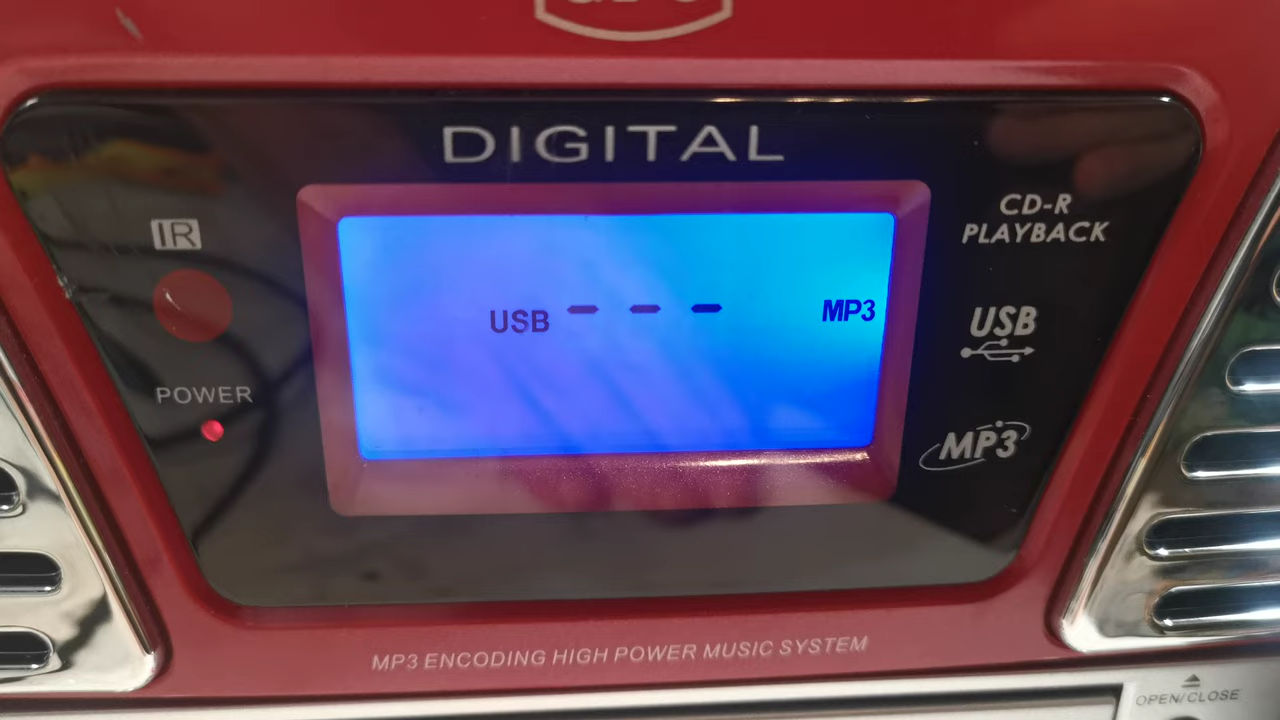 DIGITAL
IR
POWER
USB --- MP3
CD-R
PLAYBACK
USB
MP3
MP3 ENCODING HIGH POWER MUSIC SYSTEM
OPEN/CLOSE